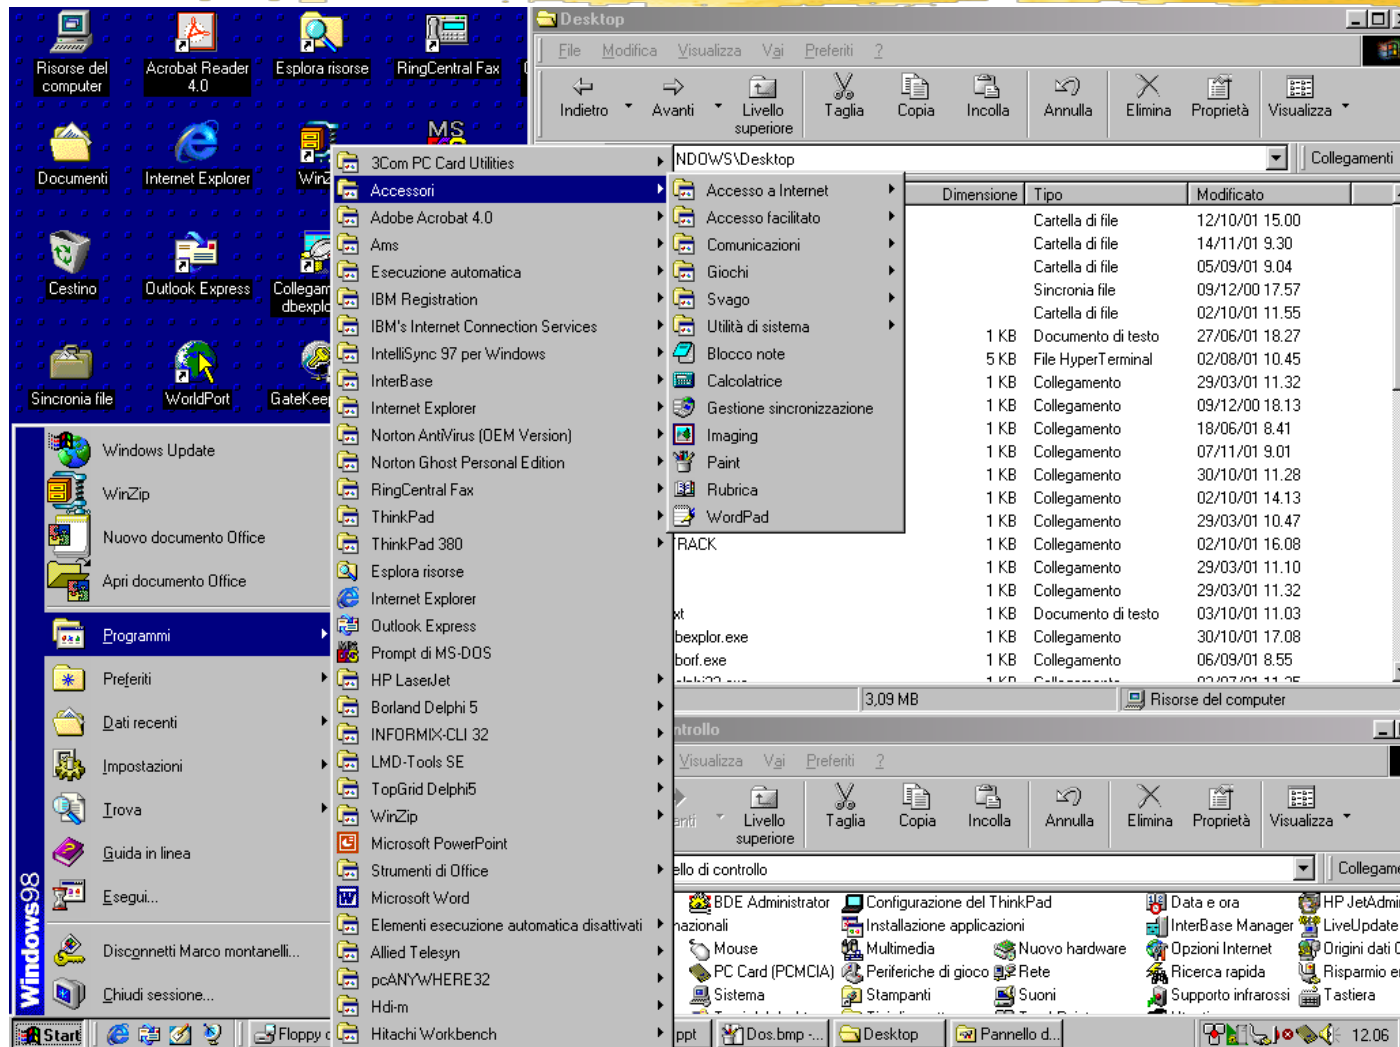 Risorse del computer
Acrobat Reader 4.0
Esplora risorse
RingCentral Fax
Documenti
Internet Explorer
MS
Cestino
Outlook Express
Sincronia file
WorldPort
Desktop
File Modifica Visualizza Vai Preferiti ?
Indietro Avanti Livello superiore Taglia Copia Incolla Annulla Elimina Proprietà Visualizza
NDOWS\Desktop
Collegamenti
Dimensione Tipo Modificato
Cartella di file 12/10/01 15.00
Cartella di file 14/11/01 9.30
Cartella di file 05/09/01 9.04
Sincronia file 09/12/00 17.57
Cartella di file 02/10/01 11.55
1 KB Documento di testo 27/06/01 18.27
5 KB File HyperTerminal 02/08/01 10.45
1 KB Collegamento 29/03/01 11.32
1 KB Collegamento 09/12/00 18.13
1 KB Collegamento 18/06/01 8.41
1 KB Collegamento 07/11/01 9.01
1 KB Collegamento 30/10/01 11.28
1 KB Collegamento 02/10/01 14.13
1 KB Collegamento 29/03/01 10.47
TRACK 1 KB Collegamento 02/10/01 16.08
1 KB Collegamento 29/03/01 11.10
1 KB Collegamento 29/03/01 11.32
xt 1 KB Documento di testo 03/10/01 11.03
bexplor.exe 1 KB Collegamento 30/10/01 17.08
borf.exe 1 KB Collegamento 06/09/01 8.55
3,09 MB
Risorse del computer
3Com PC Card Utilities
Accessori
Adobe Acrobat 4.0
Ams
Esecuzione automatica
IBM Registration
IBM's Internet Connection Services
IntelliSync 97 per Windows
InterBase
Internet Explorer
Norton AntiVirus (OEM Version)
Norton Ghost Personal Edition
RingCentral Fax
ThinkPad
ThinkPad 380
Esplora risorse
Internet Explorer
Outlook Express
Prompt di MS-DOS
HP LaserJet
Borland Delphi 5
INFORMIX-CLI 32
LMD-Tools SE
TopGrid Delphi5
WinZip
Microsoft PowerPoint
Strumenti di Office
Microsoft Word
Elementi esecuzione automatica disattivati
Allied Telesyn
pcANYWHERE32
Hdi-m
Hitachi Workbench
Accesso a Internet
Accesso facilitato
Comunicazioni
Giochi
Svago
Utilità di sistema
Blocco note
Calcolatrice
Gestione sincronizzazione
Imaging
Paint
Rubrica
WordPad
Windows Update
WinZip
Nuovo documento Office
Apri documento Office
Programmi
Preferiti
Dati recenti
Impostazioni
Trova
Guida in linea
Esegui...
Disconnetti Marco montanelli...
Chiudi sessione...
Windows98
ntrollo
Visualizza Vai Preferiti ?
anti Livello superiore Taglia Copia Incolla Annulla Elimina Proprietà Visualizza
ello di controllo
Collegame
BDE Administrator Configurazione del ThinkPad Data e ora HP JetAdmi
nazionali Installazione applicazioni InterBase Manager LiveUpdate
Mouse Multimedia Nuovo hardware Opzioni Internet Origini dati O
PC Card (PCMCIA) Periferiche di gioco Rete Ricerca rapida Risparmio e
Sistema Stampanti Suoni Supporto infrarossi Tastiera
Start
Floppy
ppt
Dos.bmp -...
Desktop
Pannello d...
12.06